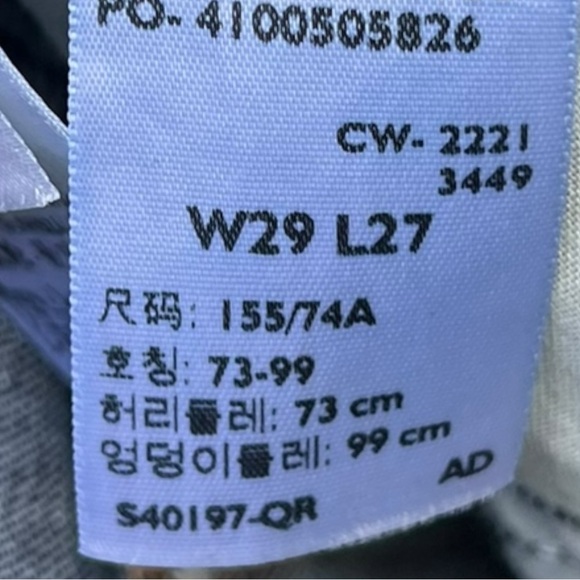 PO- 4100505826
CW- 2221
3449
W29 L27
尺码: 155/74A
호칭: 73-99
허리둘레: 73 cm
엉덩이둘레: 99 cm
AD
S40197-QR